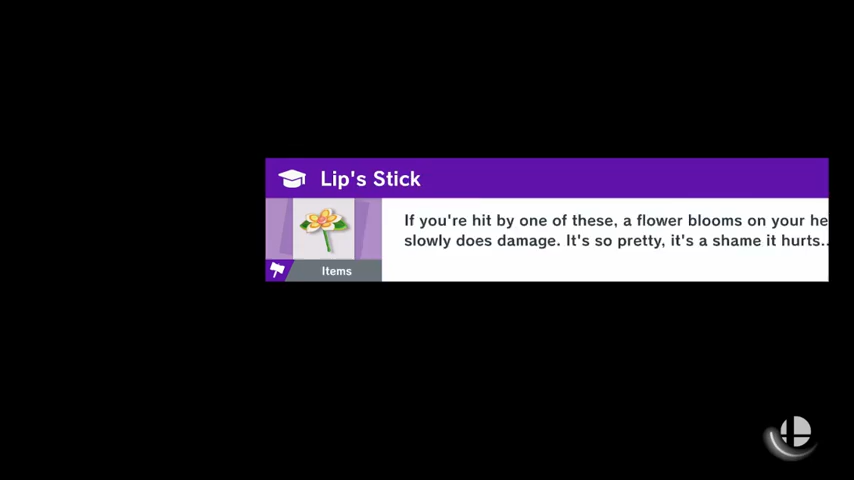 Lip's Stick
If you're hit by one of these, a flower blooms on your he
slowly does damage. It's so pretty, it's a shame it hurts..
Items